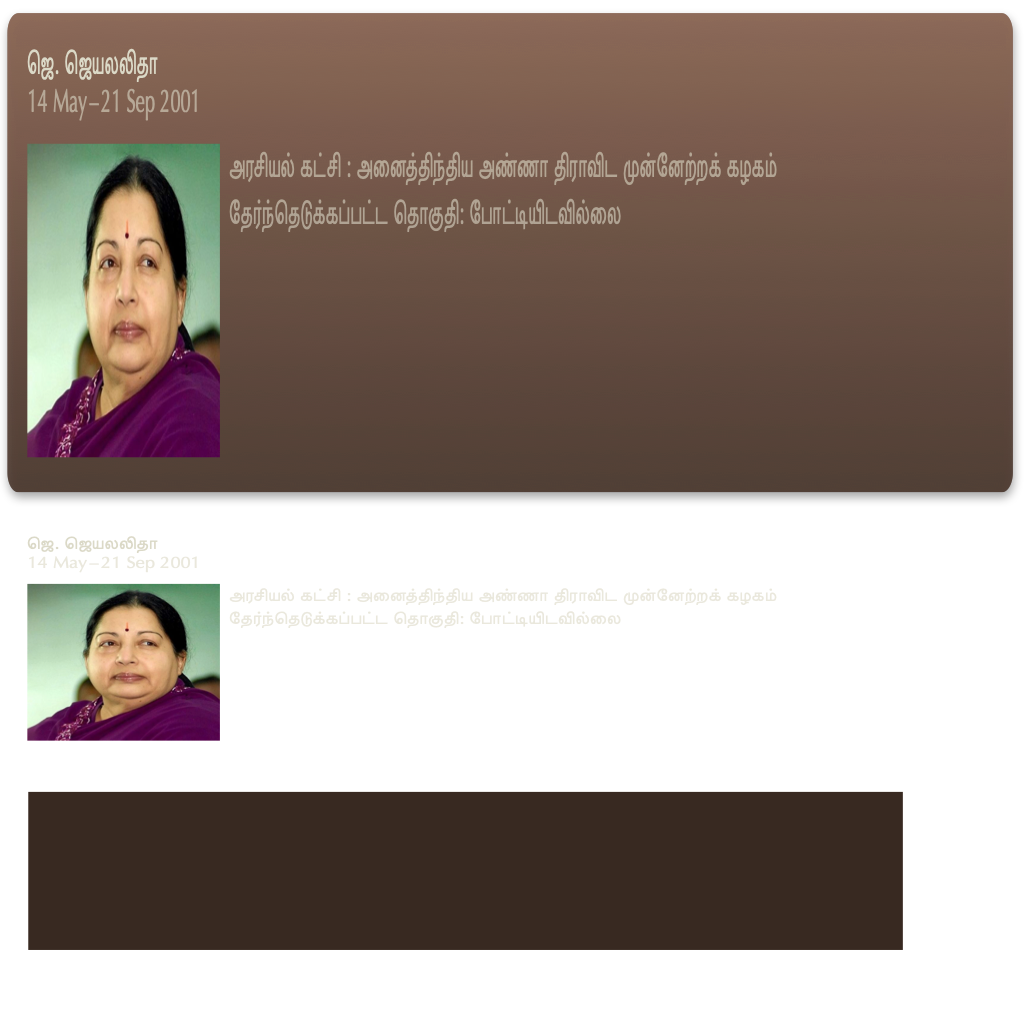 ஜெ. ஜெயலலிதா
14 May–21 Sep 2001
அரசியல் கட்சி : அனைத்திந்திய அண்ணா திராவிட முன்னேற்றக் கழகம்
தேர்ந்தெடுக்கப்பட்ட தொகுதி: போட்டியிடவில்லை
ஜெ. ஜெயலலிதா
14 May–21 Sep 2001
அரசியல் கட்சி : அனைத்திந்திய அண்ணா திராவிட முன்னேற்றக் கழகம்
தேர்ந்தெடுக்கப்பட்ட தொகுதி: போட்டியிடவில்லை